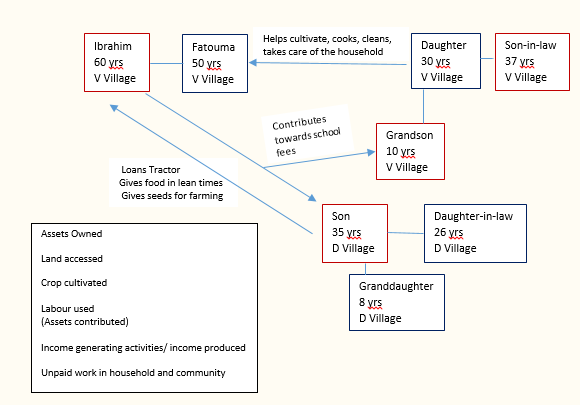 Ibrahim
60 yrs
V Village
Fatouma
50 yrs
V Village
Helps cultivate, cooks, cleans,
takes care of the household
Daughter
30 yrs
V Village
Son-in-law
37 yrs
V Village
Contributes
towards school
fees
Grandson
10 yrs
V Village
Loans Tractor
Gives food in lean times
Gives seeds for farming
Son
35 yrs
D Village
Daughter-in-law
26 yrs
D Village
Granddaughter
8 yrs
D Village
Assets Owned
Land accessed
Crop cultivated
Labour used
(Assets contributed)
Income generating activities/ income produced
Unpaid work in household and community